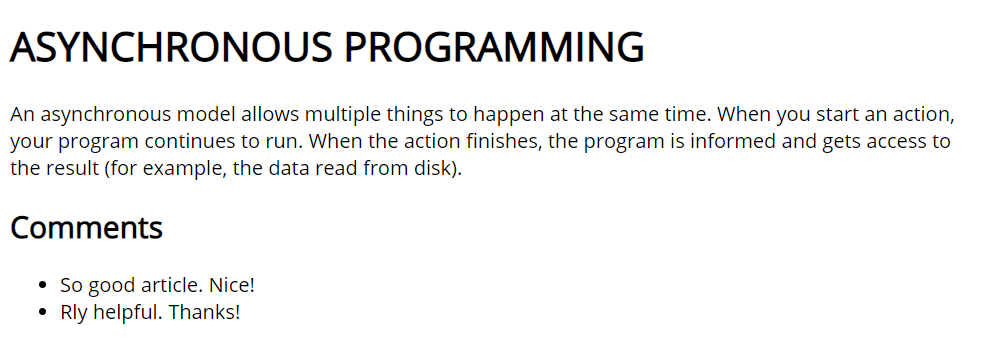 ASYNCHRONOUS PROGRAMMING
An asynchronous model allows multiple things to happen at the same time. When you start an action,
your program continues to run. When the action finishes, the program is informed and gets access to
the result (for example, the data read from disk).
Comments
So good article. Nice!
Rly helpful. Thanks!